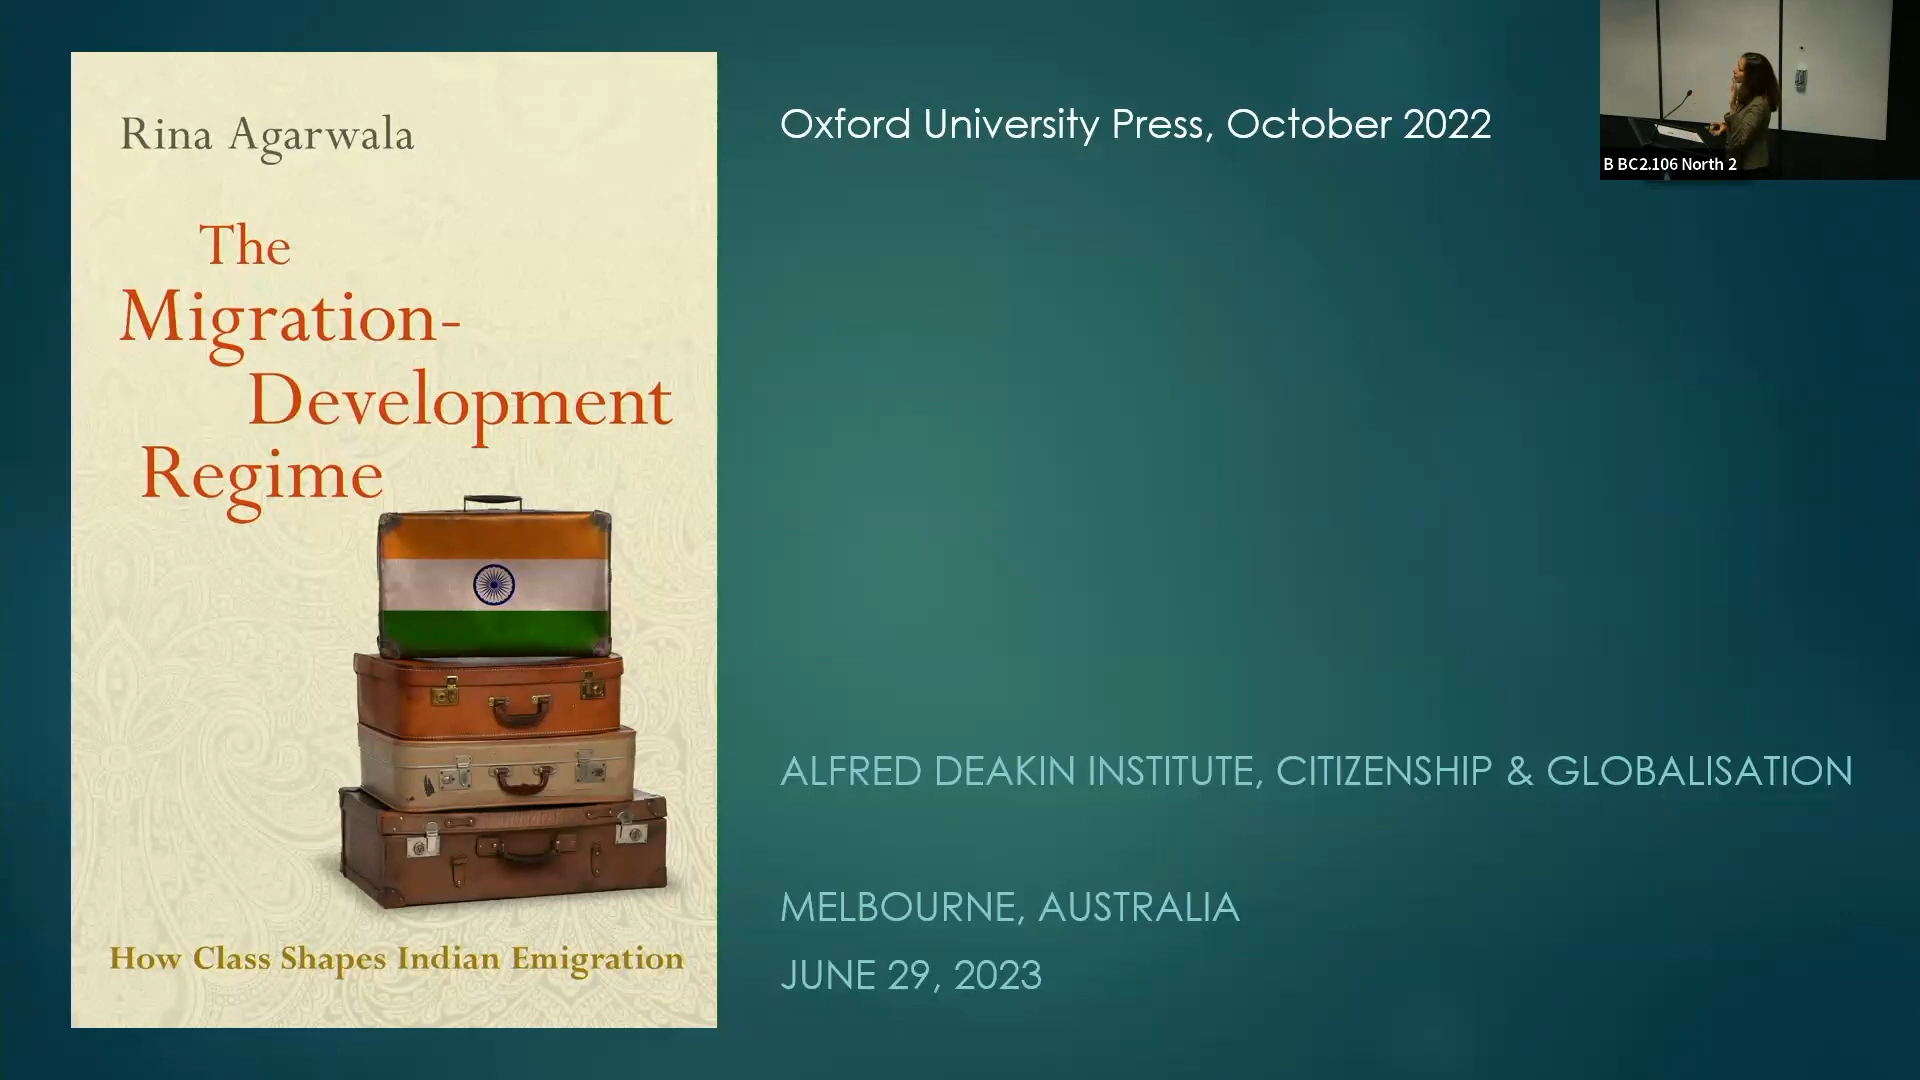 Rina Agarwala
The
Migration-
Development
Regime
How Class Shapes Indian Emigration
Oxford University Press, October 2022
ALFRED DEAKIN INSTITUTE, CITIZENSHIP & GLOBALISATION
MELBOURNE, AUSTRALIA
JUNE 29, 2023
B BC2.106 North 2